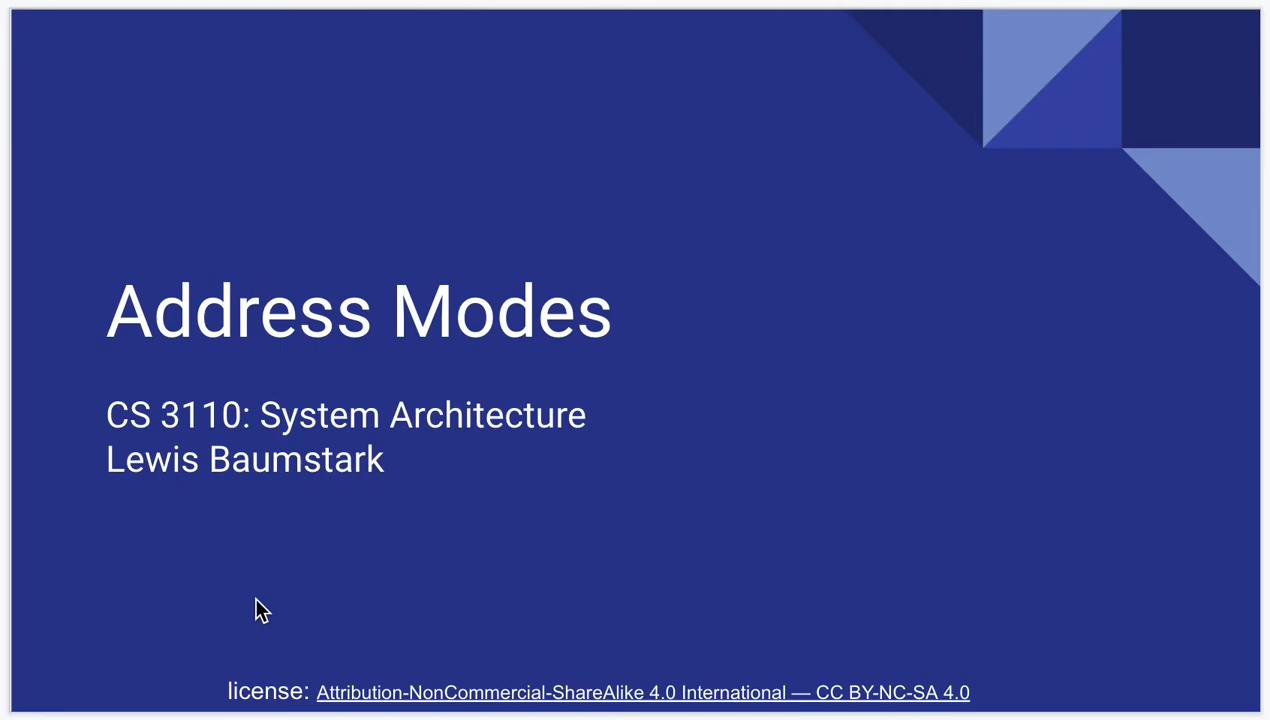 Address Modes
CS 3110: System Architecture
Lewis Baumstark
license: Attribution-NonCommercial-ShareAlike 4.0 International — CC BY-NC-SA 4.0